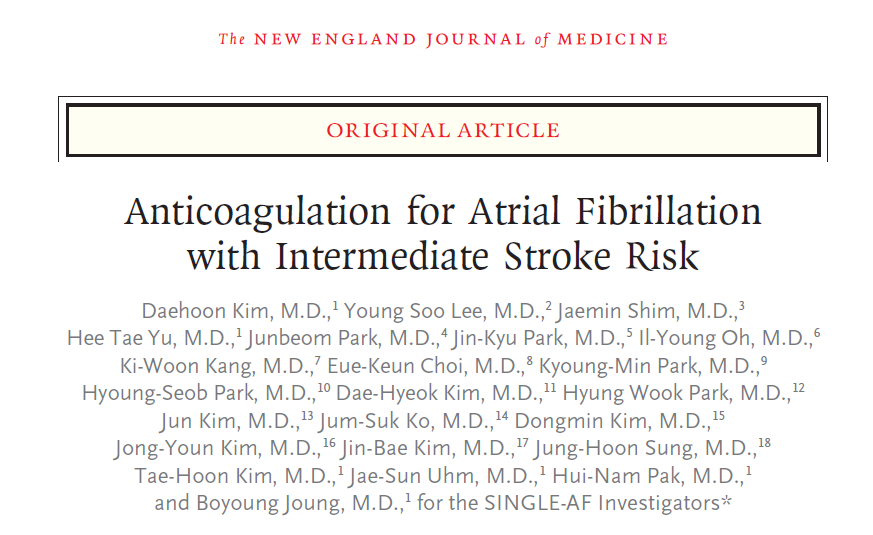 The NEW ENGLAND JOURNAL of MEDICINE
ORIGINAL ARTICLE
Anticoagulation for Atrial Fibrillation
with Intermediate Stroke Risk
Daehoon Kim, M.D.,¹ Young Soo Lee, M.D.,² Jaemin Shim, M.D.,³
Hee Tae Yu, M.D.,¹ Junbeom Park, M.D.,⁴ Jin-Kyu Park, M.D.,⁵ Il-Young Oh, M.D.,⁶
Ki-Woon Kang, M.D.,⁷ Eue-Keun Choi, M.D.,⁸ Kyoung-Min Park, M.D.,⁹
Hyoung-Seob Park, M.D.,¹⁰ Dae-Hyeok Kim, M.D.,¹¹ Hyung Wook Park, M.D.,¹²
Jun Kim, M.D.,¹³ Jum-Suk Ko, M.D.,¹⁴ Dongmin Kim, M.D.,¹⁵
Jong-Youn Kim, M.D.,¹⁶ Jin-Bae Kim, M.D.,¹⁷ Jung-Hoon Sung, M.D.,¹⁸
Tae-Hoon Kim, M.D.,¹ Jae-Sun Uhm, M.D.,¹ Hui-Nam Pak, M.D.,¹
and Boyoung Joung, M.D.,¹ for the SINGLE-AF Investigators*